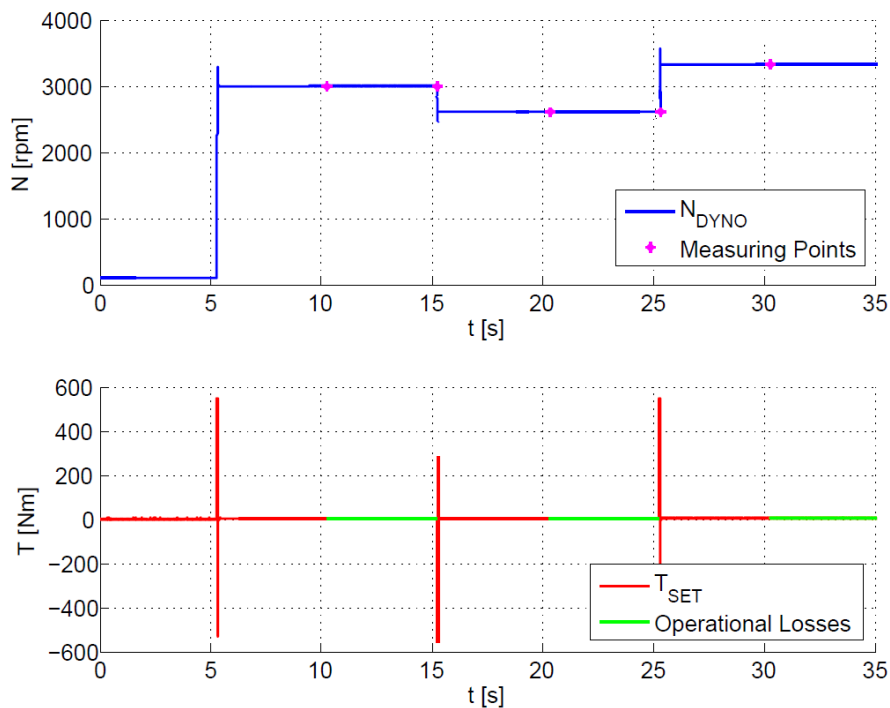 4000
3000
2000
1000
0
N [rpm]
0 5 10 15 20 25 30 35
t [s]
N_DYNO
Measuring Points
600
400
200
0
−200
−400
−600
T [Nm]
0 5 10 15 20 25 30 35
t [s]
T_SET
Operational Losses